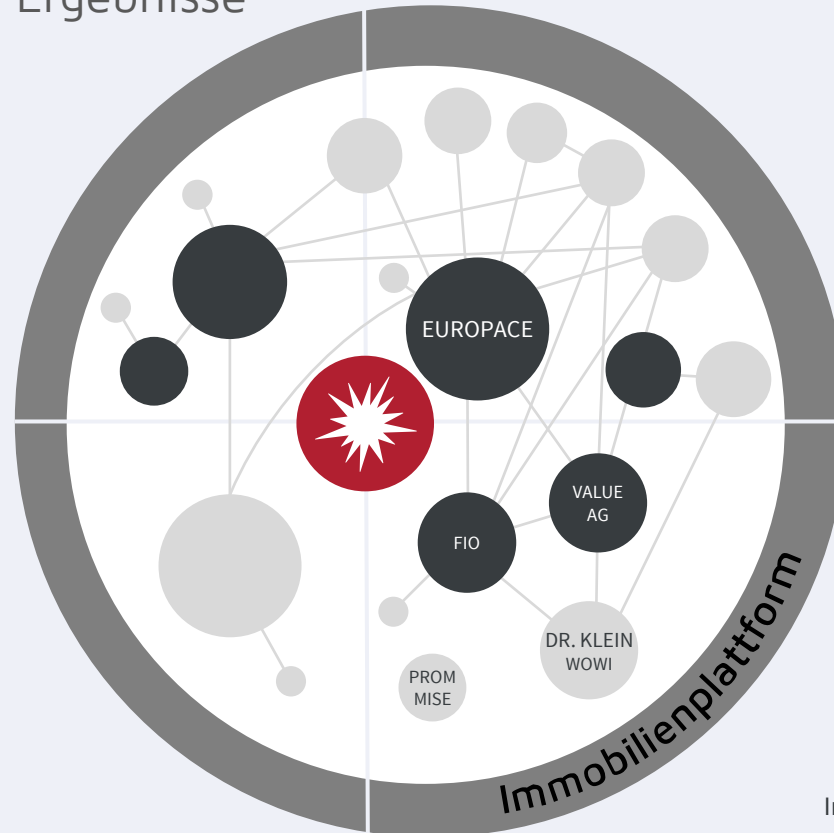 Ergebnisse
EUROPACE
VALUE
AG
FIO
DR. KLEIN
WOWI
PROM
MISE
Immobilienplattform